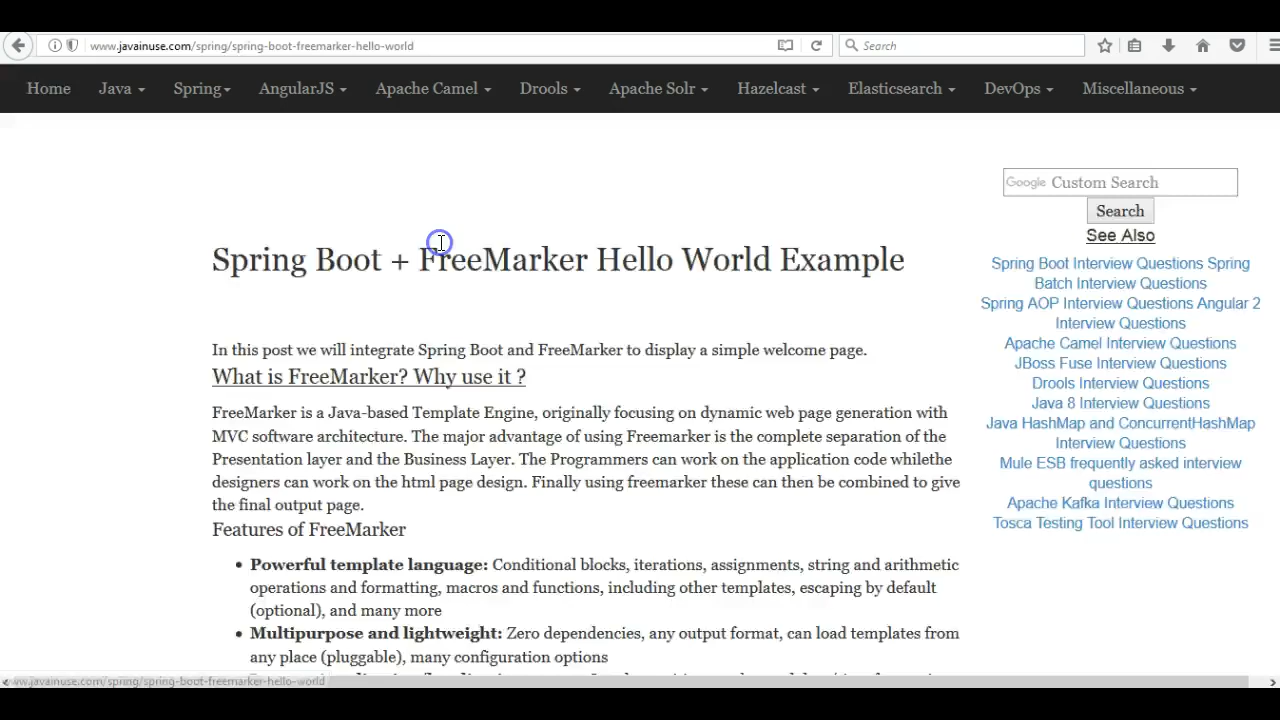 www.javainuse.com/spring/spring-boot-freemarker-hello-world
Search
Home Java Spring AngularJS Apache Camel Drools Apache Solr Hazelcast Elasticsearch DevOps Miscellaneous
Google Custom Search
Search
See Also
Spring Boot Interview Questions Spring
Batch Interview Questions
Spring AOP Interview Questions Angular 2
Interview Questions
Apache Camel Interview Questions
JBoss Fuse Interview Questions
Drools Interview Questions
Java 8 Interview Questions
Java HashMap and ConcurrentHashMap
Interview Questions
Mule ESB frequently asked interview
questions
Apache Kafka Interview Questions
Tosca Testing Tool Interview Questions
Spring Boot + FreeMarker Hello World Example
In this post we will integrate Spring Boot and FreeMarker to display a simple welcome page.
What is FreeMarker? Why use it ?
FreeMarker is a Java-based Template Engine, originally focusing on dynamic web page generation with
MVC software architecture. The major advantage of using Freemarker is the complete separation of the
Presentation layer and the Business Layer. The Programmers can work on the application code whilethe
designers can work on the html page design. Finally using freemarker these can then be combined to give
the final output page.
Features of FreeMarker
• Powerful template language: Conditional blocks, iterations, assignments, string and arithmetic
operations and formatting, macros and functions, including other templates, escaping by default
(optional), and many more
• Multipurpose and lightweight: Zero dependencies, any output format, can load templates from
any place (pluggable), many configuration options
www.javainuse.com/spring/spring-boot-freemarker-hello-world